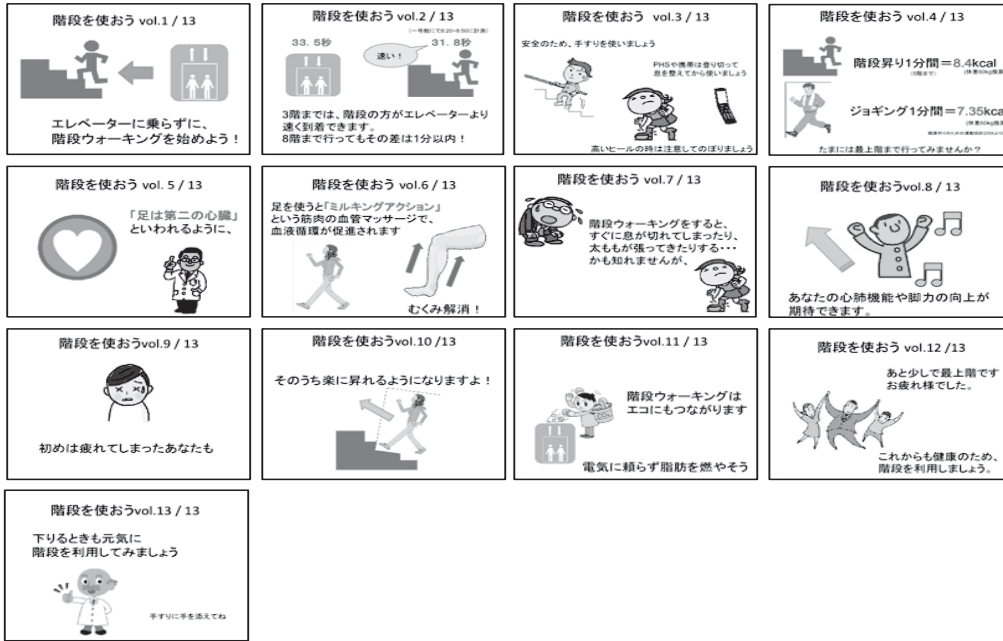 階段を使おう vol.1 / 13
エレベーターに乗らずに、
階段ウォーキングを始めよう!
階段を使おう vol.2 / 13
33.5秒
速い!
31.8秒
3階までは、階段の方がエレベーターより
速く到着できます。
8階まで行ってもその差は1分以内!
階段を使おう vol.3 / 13
安全のため、手すりを使いましょう
PHSや携帯は登り切って
息を整えてから使いましょう
高いヒールの時は注意してのぼりましょう
階段を使おう vol.4 / 13
階段昇り1分間=8.4kcal
(体重60kg換算)
ジョギング1分間=7.35kcal
(体重60kg換算)
たまには最上階まで行ってみませんか?
階段を使おう vol. 5 / 13
「足は第二の心臓」
といわれるように、
階段を使おう vol.6 / 13
足を使うと「ミルキングアクション」
という筋肉の血管マッサージで、
血液循環が促進されます
むくみ解消!
階段を使おう vol.7 / 13
階段ウォーキングをすると、
すぐに息が切れてしまったり、
太ももが張ってきたりする・・・
かも知れませんが、
階段を使おうvol.8 / 13
あなたの心肺機能や脚力の向上が
期待できます。
階段を使おうvol.9 / 13
初めは疲れてしまったあなたも
階段を使おうvol.10 /13
そのうち楽に昇れるようになりますよ!
階段を使おうvol.11 / 13
階段ウォーキングは
エコにもつながります
電気に頼らず脂肪を燃やそう
階段を使おう vol.12 /13
あと少しで最上階です
お疲れ様でした。
これからも健康のため、
階段を利用しましょう。
階段を使おうvol.13 / 13
下りるときも元気に
階段を利用してみましょう
手すりに手を添えてね